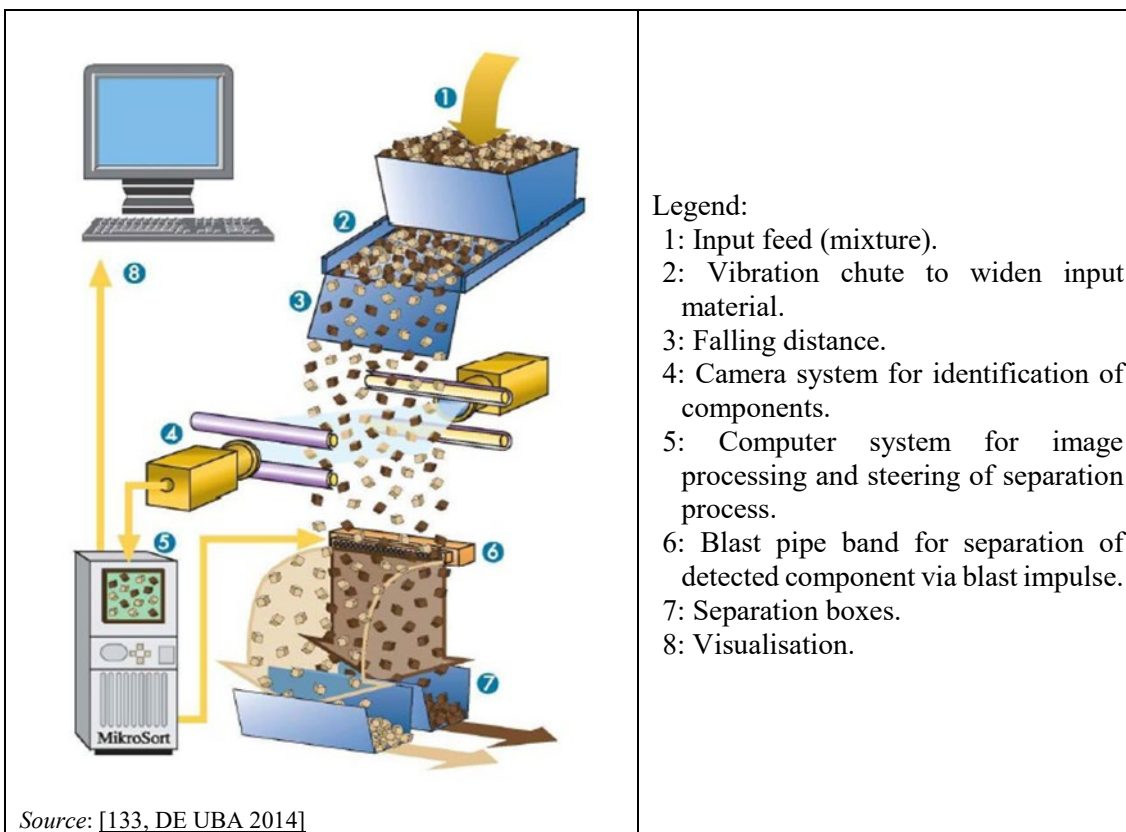 1
2
8
3
4
5
6
7
MikroSort
Source: [133, DE UBA 2014]
Legend:
1: Input feed (mixture).
2: Vibration chute to widen input
material.
3: Falling distance.
4: Camera system for identification of
components.
5: Computer system for image
processing and steering of separation
process.
6: Blast pipe band for separation of
detected component via blast impulse.
7: Separation boxes.
8: Visualisation.